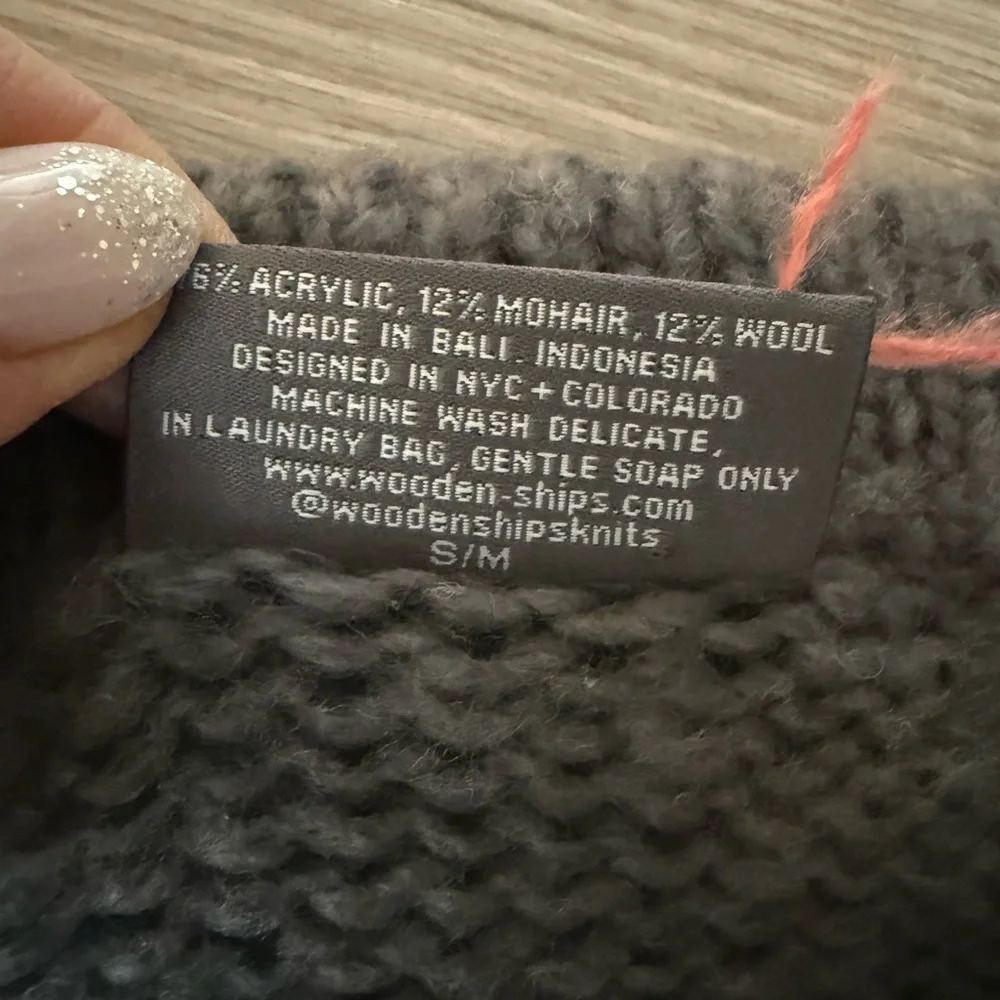 6% ACRYLIC, 12% MOHAIR, 12% WOOL
MADE IN BALI, INDONESIA
DESIGNED IN NYC + COLORADO
MACHINE WASH DELICATE,
IN LAUNDRY BAG, GENTLE SOAP ONLY
www.wooden-ships.com
@woodenshipsknits
S/M